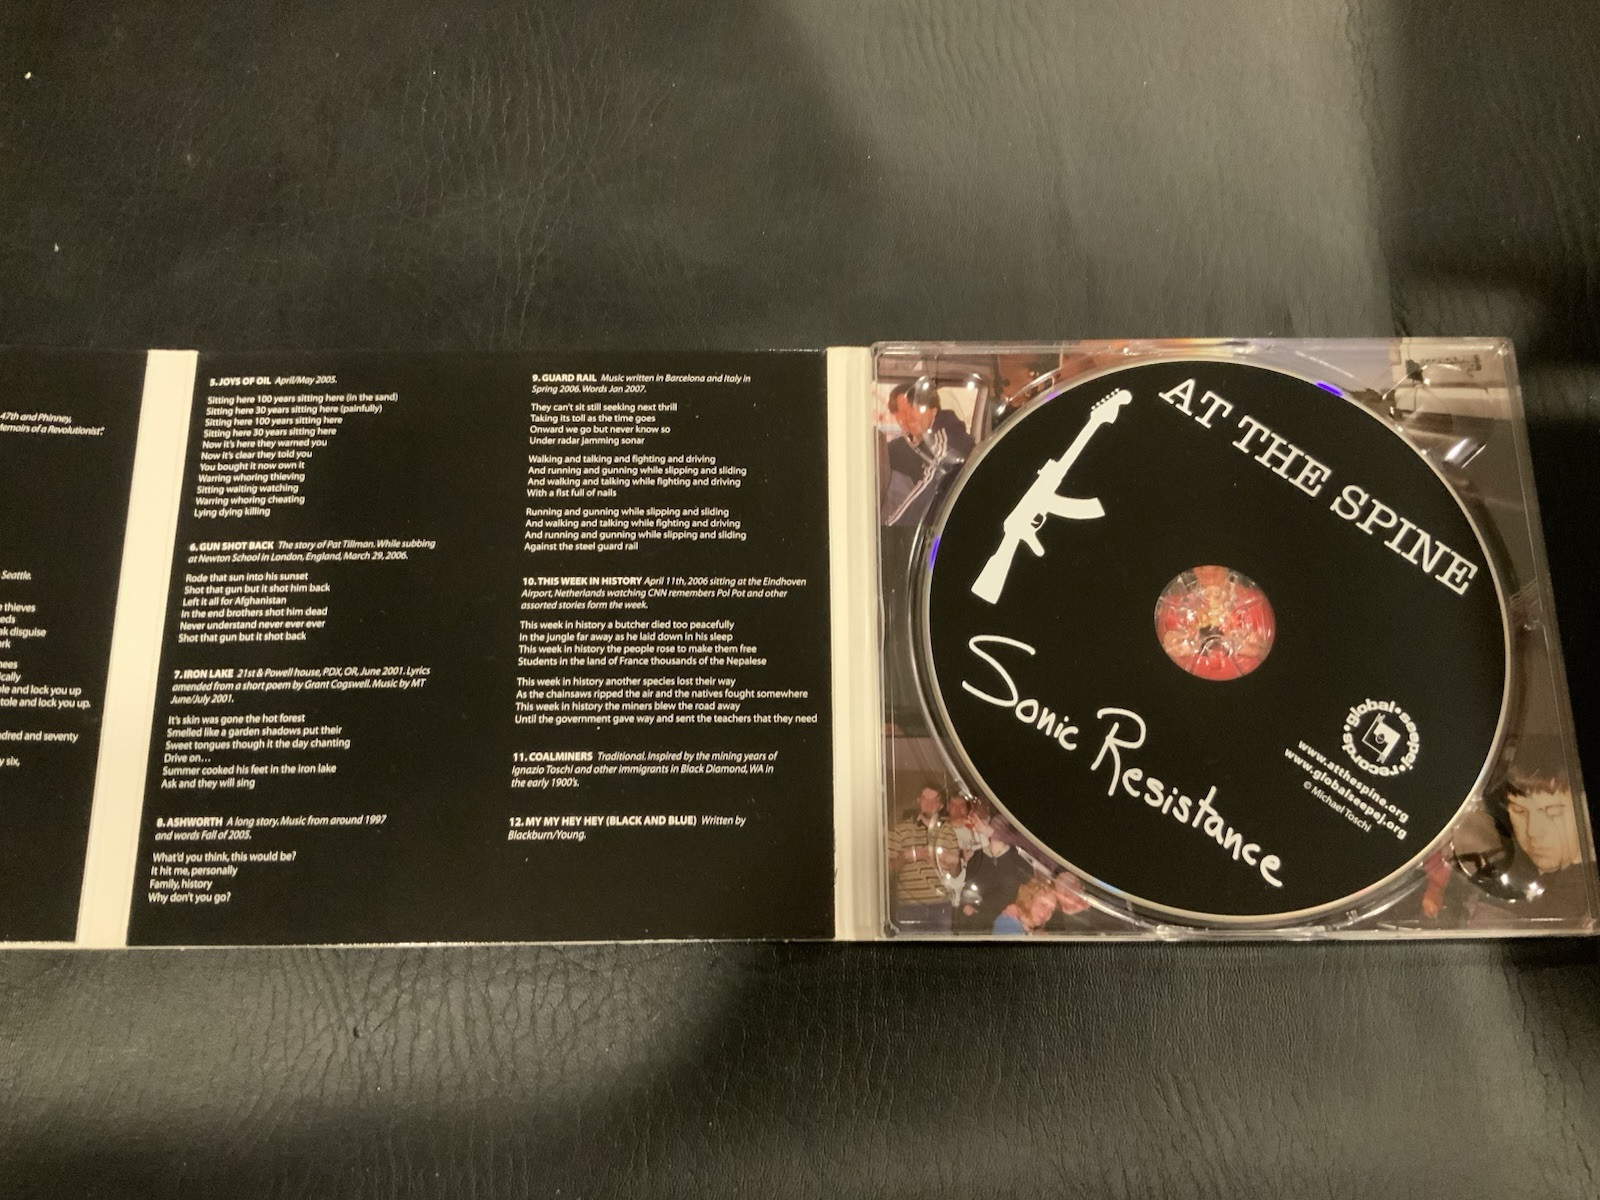 47th and Phinney,
Memoirs of a Revolutionist".
Seattle.
thieves
disguise
and lock you up
and lock you up.
and seventy
six,
5. JOYS OF OIL April/May 2005.
Sitting here 100 years sitting here (in the sand)
Sitting here 30 years sitting here (painfully)
Sitting here 100 years sitting here
Sitting here 30 years sitting here
Now it's here they warned you
Now it's clear they told you
You bought it now own it
Warring whoring thieving
Sitting waiting watching
Warring whoring cheating
Lying dying killing
6. GUN SHOT BACK The story of Pat Tillman. While subbing
at Newton School in London, England, March 29, 2006.
Rode that sun into his sunset
Shot that gun but it shot him back
Left it all for Afghanistan
In the end brothers shot him dead
Never understand never ever ever
Shot that gun but it shot back
7. IRON LAKE 21st & Powell house, PDX, OR, June 2001. Lyrics
amended from a short poem by Grant Cogswell. Music by MT
June/July 2001.
It's skin was gone the hot forest
Smelled like a garden shadows put their
Sweet tongues though it the day chanting
Drive on...
Summer cooked his feet in the iron lake
Ask and they will sing
8. ASHWORTH A long story. Music from around 1997
and words Fall of 2005.
What'd you think, this would be?
It hit me, personally
Family, history
Why don't you go?
9. GUARD RAIL Music written in Barcelona and Italy in
Spring 2006. Words Jan 2007.
They can't sit still seeking next thrill
Taking its toll as the time goes
Onward we go but never know so
Under radar jamming sonar
Walking and talking and fighting and driving
And running and gunning while slipping and sliding
And walking and talking while fighting and driving
With a fist full of nails
Running and gunning while slipping and sliding
And walking and talking while fighting and driving
And running and gunning while slipping and sliding
Against the steel guard rail
10. THIS WEEK IN HISTORY April 11th, 2006 sitting at the Eindhoven
Airport, Netherlands watching CNN remembers Pol Pot and other
assorted stories form the week.
This week in history a butcher died too peacefully
In the jungle far away as he laid down in his sleep
This week in history the people rose to make them free
Students in the land of France thousands of the Nepalese
This week in history another species lost their way
As the chainsaws ripped the air and the natives fought somewhere
This week in history the miners blew the road away
Until the government gave way and sent the teachers that they need
11. COALMINERS Traditional. Inspired by the mining years of
Ignazio Toschi and other immigrants in Black Diamond, WA in
the early 1900's.
12. MY MY HEY HEY (BLACK AND BLUE) Written by
Blackburn/Young.
AT THE SPINE
Sonic Resistance
global•seepej•records•
www.atthespine.org
www.globalseepej.org
© Michael Toschi